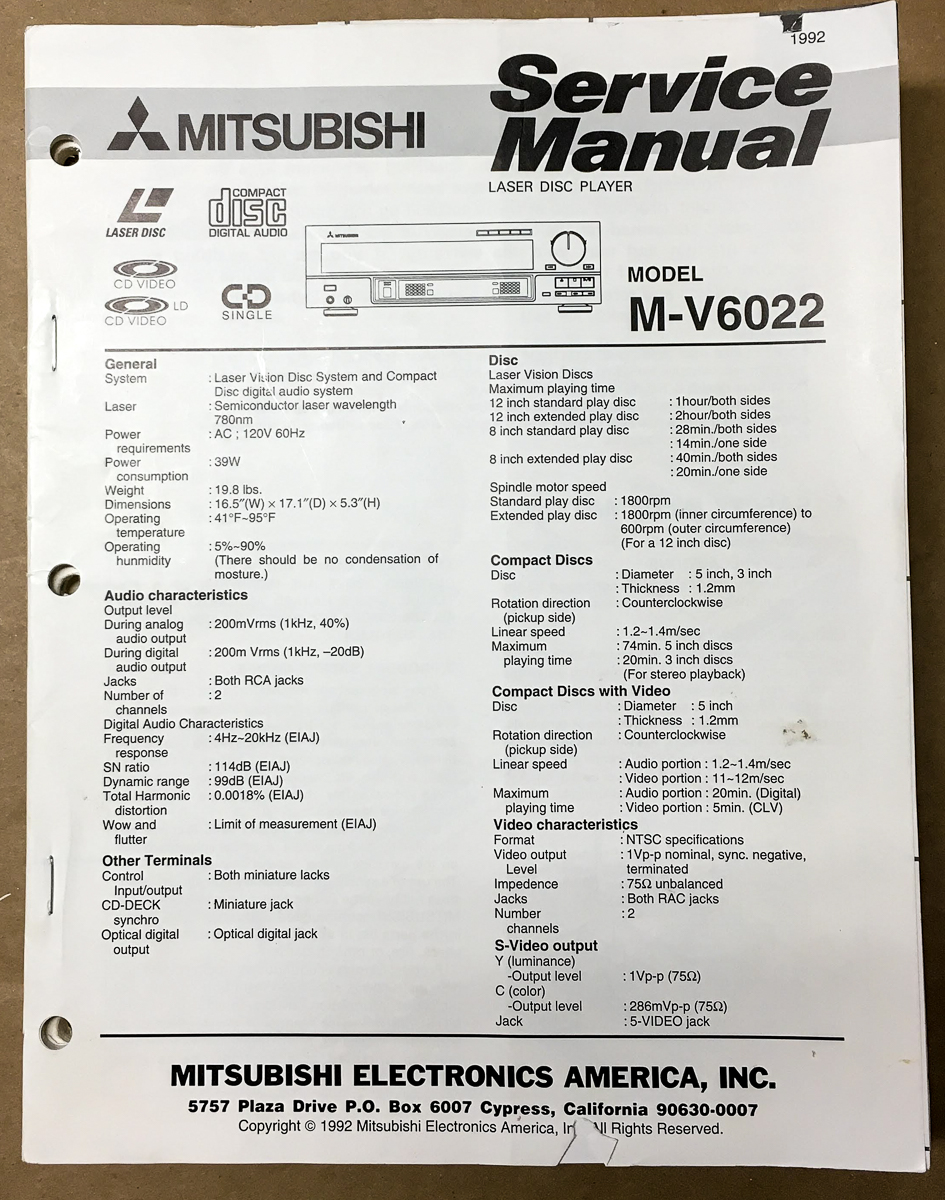 1992
MITSUBISHI
Service
Manual
LASER DISC PLAYER
LASER DISC
COMPACT
disc
DIGITAL AUDIO
CD VIDEO
CD VIDEO LD
CD
SINGLE
MITSUBISHI
MODEL
M-V6022
General
System : Laser Vision Disc System and Compact
Disc digital audio system
Laser : Semiconductor laser wavelength
780nm
Power : AC ; 120V 60Hz
requirements
Power : 39W
consumption
Weight : 19.8 lbs.
Dimensions : 16.5″(W) × 17.1″(D) × 5.3″(H)
Operating : 41°F~95°F
temperature
Operating : 5%~90%
hunmidity (There should be no condensation of
mosture.)
Audio characteristics
Output level
During analog : 200mVrms (1kHz, 40%)
audio output
During digital : 200m Vrms (1kHz, –20dB)
audio output
Jacks : Both RCA jacks
Number of : 2
channels
Digital Audio Characteristics
Frequency : 4Hz~20kHz (EIAJ)
response
SN ratio : 114dB (EIAJ)
Dynamic range : 99dB (EIAJ)
Total Harmonic : 0.0018% (EIAJ)
distortion
Wow and : Limit of measurement (EIAJ)
flutter
Other Terminals
Control : Both miniature lacks
Input/output
CD-DECK : Miniature jack
synchro
Optical digital : Optical digital jack
output
Disc
Laser Vision Discs
Maximum playing time
12 inch standard play disc : 1hour/both sides
12 inch extended play disc : 2hour/both sides
8 inch standard play disc : 28min./both sides
: 14min./one side
8 inch extended play disc : 40min./both sides
: 20min./one side
Spindle motor speed
Standard play disc : 1800rpm
Extended play disc : 1800rpm (inner circumference) to
600rpm (outer circumference)
(For a 12 inch disc)
Compact Discs
Disc : Diameter : 5 inch, 3 inch
: Thickness : 1.2mm
Rotation direction : Counterclockwise
(pickup side)
Linear speed : 1.2~1.4m/sec
Maximum : 74min. 5 inch discs
playing time : 20min. 3 inch discs
(For stereo playback)
Compact Discs with Video
Disc : Diameter : 5 inch
: Thickness : 1.2mm
Rotation direction : Counterclockwise
(pickup side)
Linear speed : Audio portion : 1.2~1.4m/sec
: Video portion : 11~12m/sec
Maximum : Audio portion : 20min. (Digital)
playing time : Video portion : 5min. (CLV)
Video characteristics
Format : NTSC specifications
Video output : 1Vp-p nominal, sync. negative,
Level terminated
Impedence : 75Ω unbalanced
Jacks : Both RAC jacks
Number : 2
channels
S-Video output
Y (luminance)
-Output level : 1Vp-p (75Ω)
C (color)
-Output level : 286mVp-p (75Ω)
Jack : 5-VIDEO jack
MITSUBISHI ELECTRONICS AMERICA, INC.
5757 Plaza Drive P.O. Box 6007 Cypress, California 90630-0007
Copyright © 1992 Mitsubishi Electronics America, All Rights Reserved.